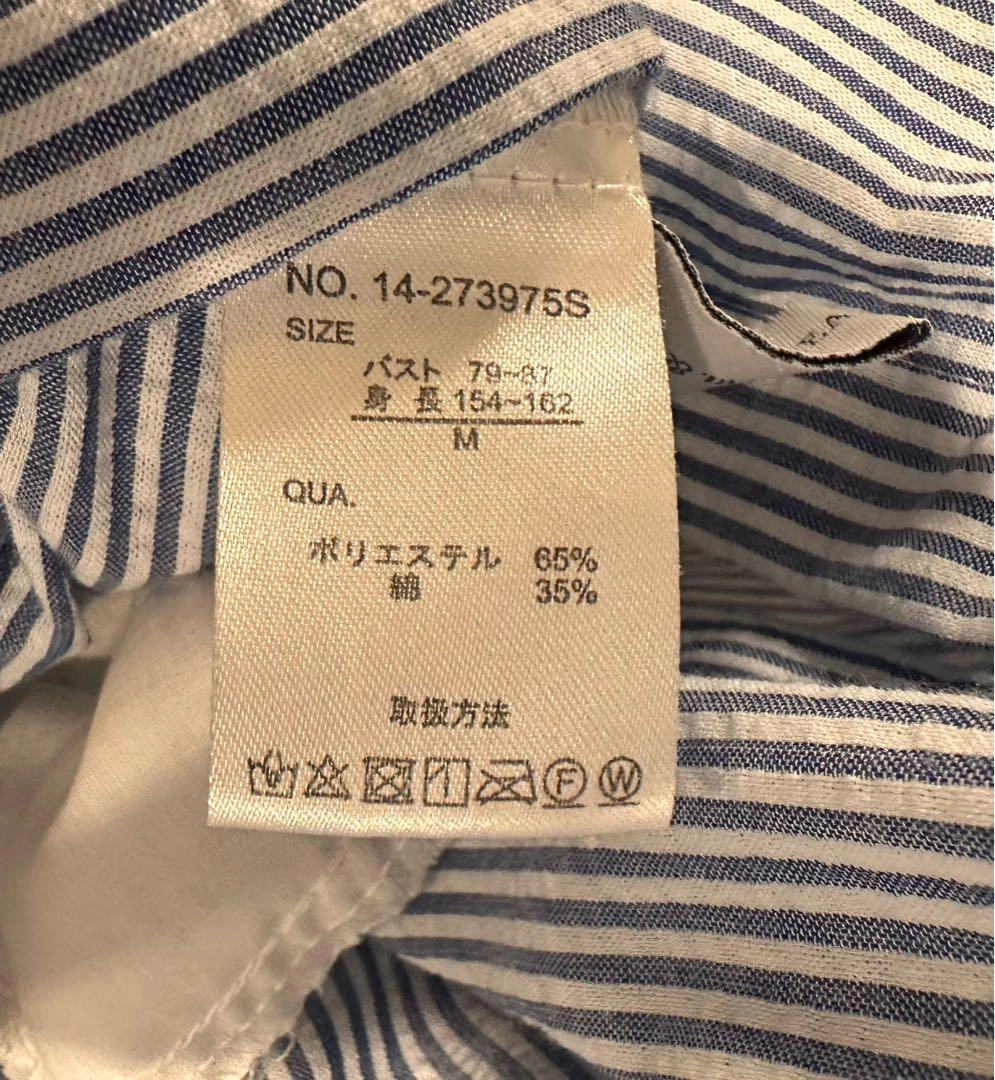 NO. 14-273975S
SIZE
バスト 79~87
身長 154~162
M
QUA.
ポリエステル 65%
綿 35%
取扱方法
F W